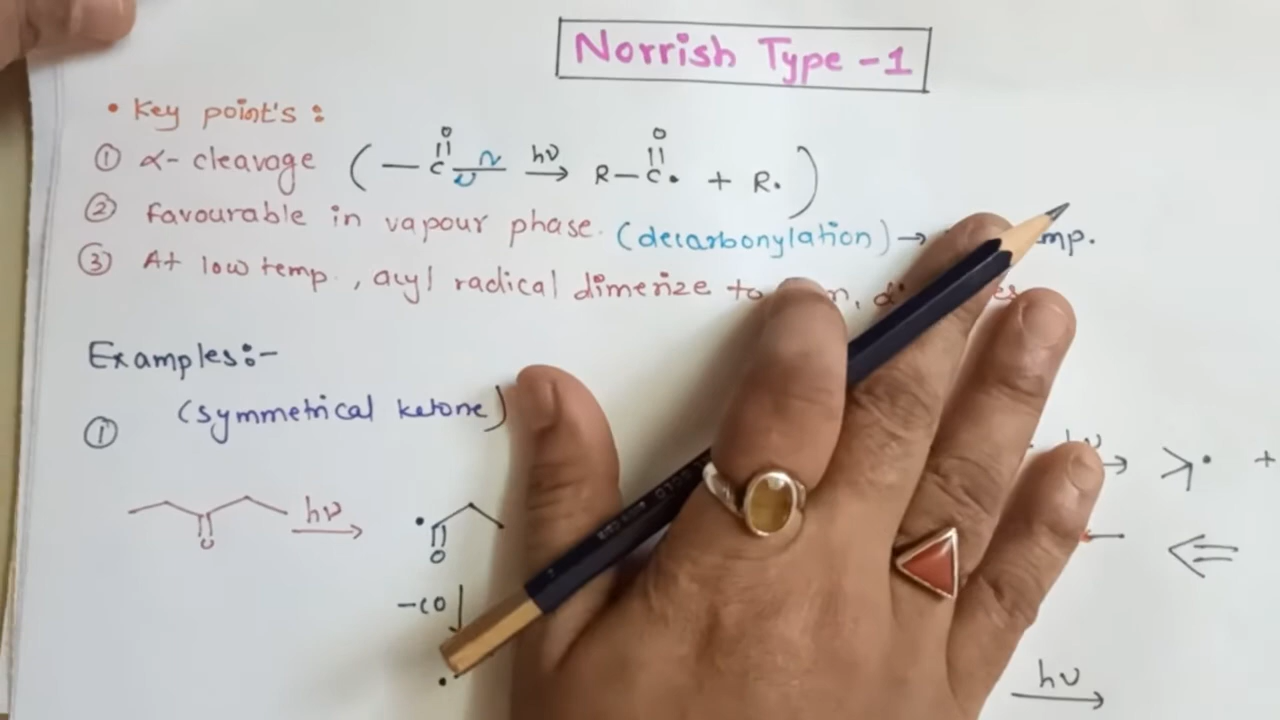 Norrish Type -1
• Key point's :
① α- cleavage ( — C = O hν → R — C • = O + R• )
② favourable in vapour phase. (decarbonylation) →
③ At low temp., acyl radical dimerize to
Examples:-
① (symmetrical ketone)
O hν → • O
-CO ↓
hν → • +
⇐
hν →